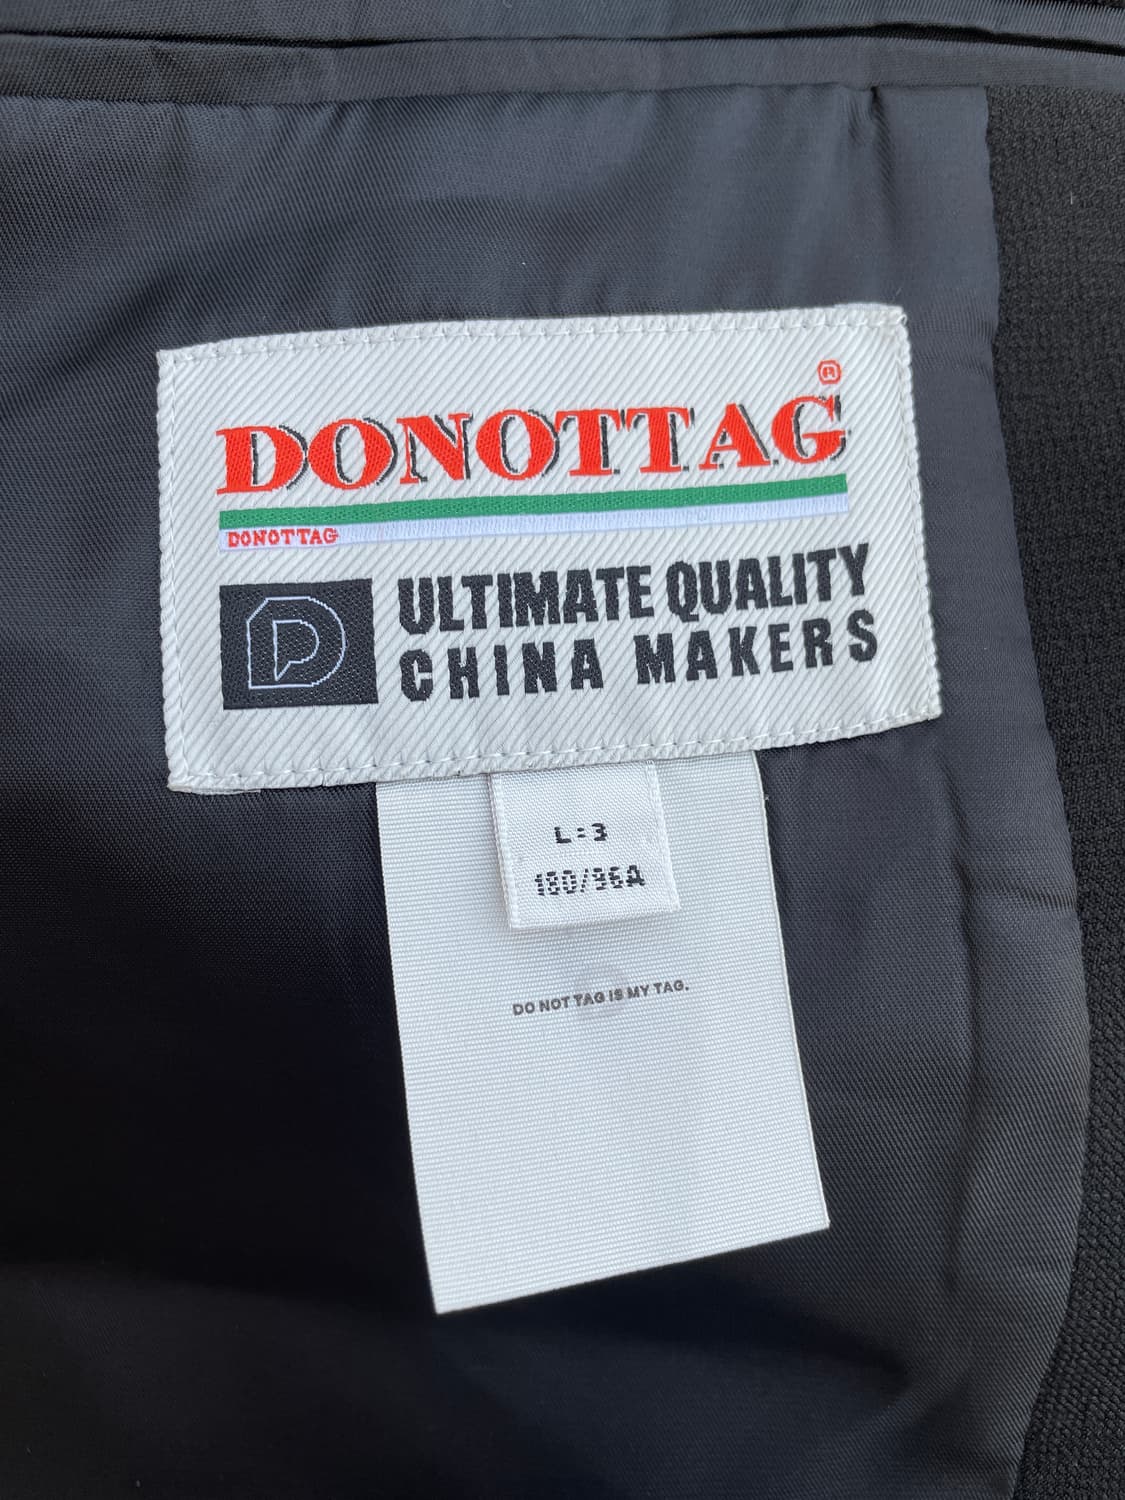 DONOTTAG®
DONOTTAG
D
ULTIMATE QUALITY
CHINA MAKERS
L=3
180/96A
DO NOT TAG IS MY TAG.